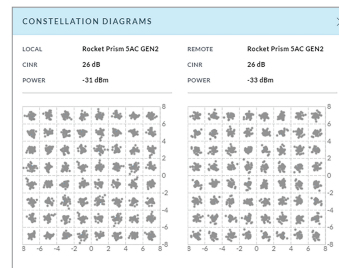 CONSTELLATION DIAGRAMS
LOCAL Rocket Prism 5AC GEN2
CINR 26 dB
POWER -31 dBm
REMOTE Rocket Prism 5AC GEN2
CINR 26 dB
POWER -33 dBm
8
6
4
2
0
-2
-4
-6
-8
8 -6 -4 -2 0 2 4 6 8
8
6
4
2
0
-2
-4
-6
-8
8 -6 -4 -2 0 2 4 6 8